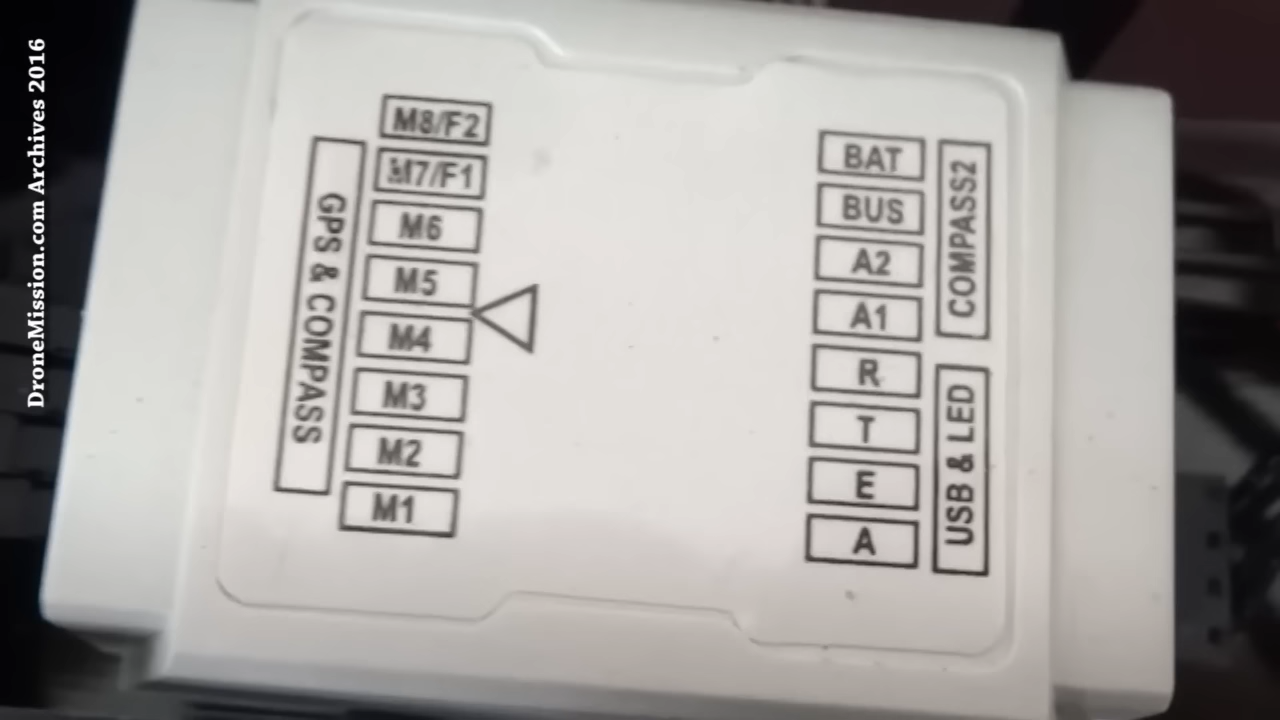 DroneMission.com Archives 2016
M8/F2
M7/F1
M6
M5
M4
M3
M2
M1
GPS & COMPASS
BAT
BUS
A2
A1
R
T
E
A
COMPASS2
USB & LED